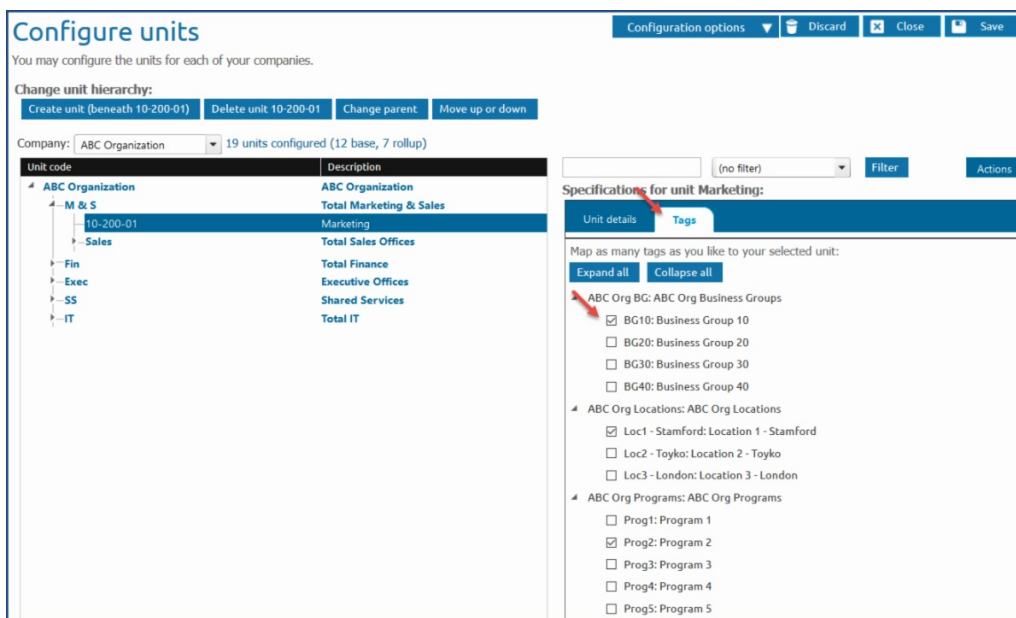 Configure units
Configuration options
Discard
Close
Save
You may configure the units for each of your companies.
Change unit hierarchy:
Create unit (beneath 10-200-01)
Delete unit 10-200-01
Change parent
Move up or down
Company: ABC Organization 19 units configured (12 base, 7 rollup)
Unit code Description
ABC Organization ABC Organization
M & S Total Marketing & Sales
10-200-01 Marketing
Sales Total Sales Offices
Fin Total Finance
Exec Executive Offices
SS Shared Services
IT Total IT
(no filter)
Filter
Actions
Specifications for unit Marketing:
Unit details
Tags
Map as many tags as you like to your selected unit:
Expand all
Collapse all
ABC Org BG: ABC Org Business Groups
BG10: Business Group 10
BG20: Business Group 20
BG30: Business Group 30
BG40: Business Group 40
ABC Org Locations: ABC Org Locations
Loc1 - Stamford: Location 1 - Stamford
Loc2 - Toyko: Location 2 - Toyko
Loc3 - London: Location 3 - London
ABC Org Programs: ABC Org Programs
Prog1: Program 1
Prog2: Program 2
Prog3: Program 3
Prog4: Program 4
Prog5: Program 5